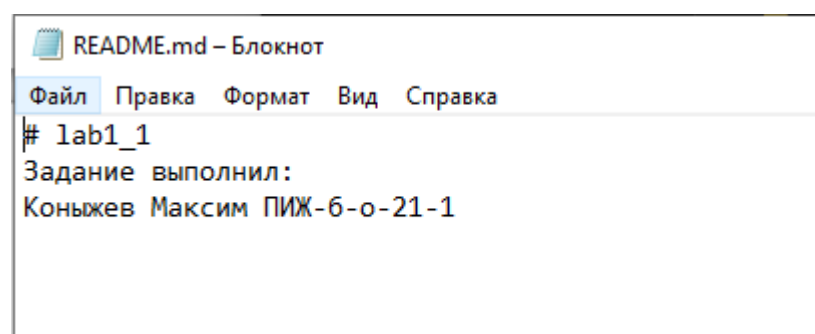 README.md – Блокнот
Файл Правка Формат Вид Справка
# lab1_1
Задание выполнил:
Коныжев Максим ПИЖ-б-о-21-1